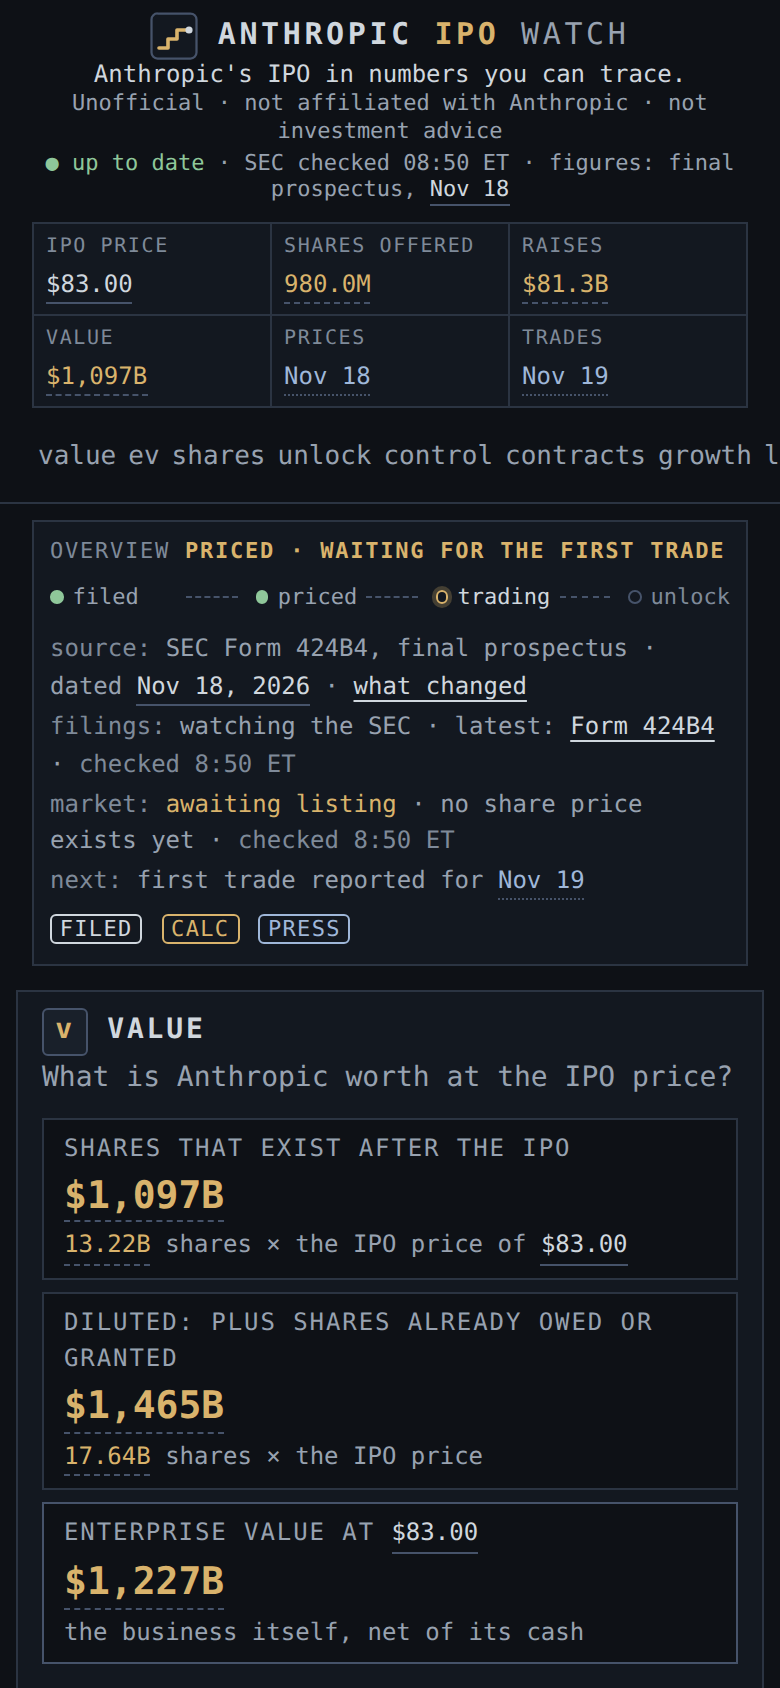 ANTHROPIC IPO WATCH
Anthropic's IPO in numbers you can trace.
Unofficial · not affiliated with Anthropic · not
investment advice
● up to date · SEC checked 08:50 ET · figures: final
prospectus, Nov 18
IPO PRICE
$83.00
SHARES OFFERED
980.0M
RAISES
$81.3B
VALUE
$1,097B
PRICES
Nov 18
TRADES
Nov 19
value ev shares unlock control contracts growth l
OVERVIEW PRICED · WAITING FOR THE FIRST TRADE
filed priced trading unlock
source: SEC Form 424B4, final prospectus ·
dated Nov 18, 2026 · what changed
filings: watching the SEC · latest: Form 424B4
· checked 8:50 ET
market: awaiting listing · no share price
exists yet · checked 8:50 ET
next: first trade reported for Nov 19
FILED CALC PRESS
v VALUE
What is Anthropic worth at the IPO price?
SHARES THAT EXIST AFTER THE IPO
$1,097B
13.22B shares × the IPO price of $83.00
DILUTED: PLUS SHARES ALREADY OWED OR
GRANTED
$1,465B
17.64B shares × the IPO price
ENTERPRISE VALUE AT $83.00
$1,227B
the business itself, net of its cash